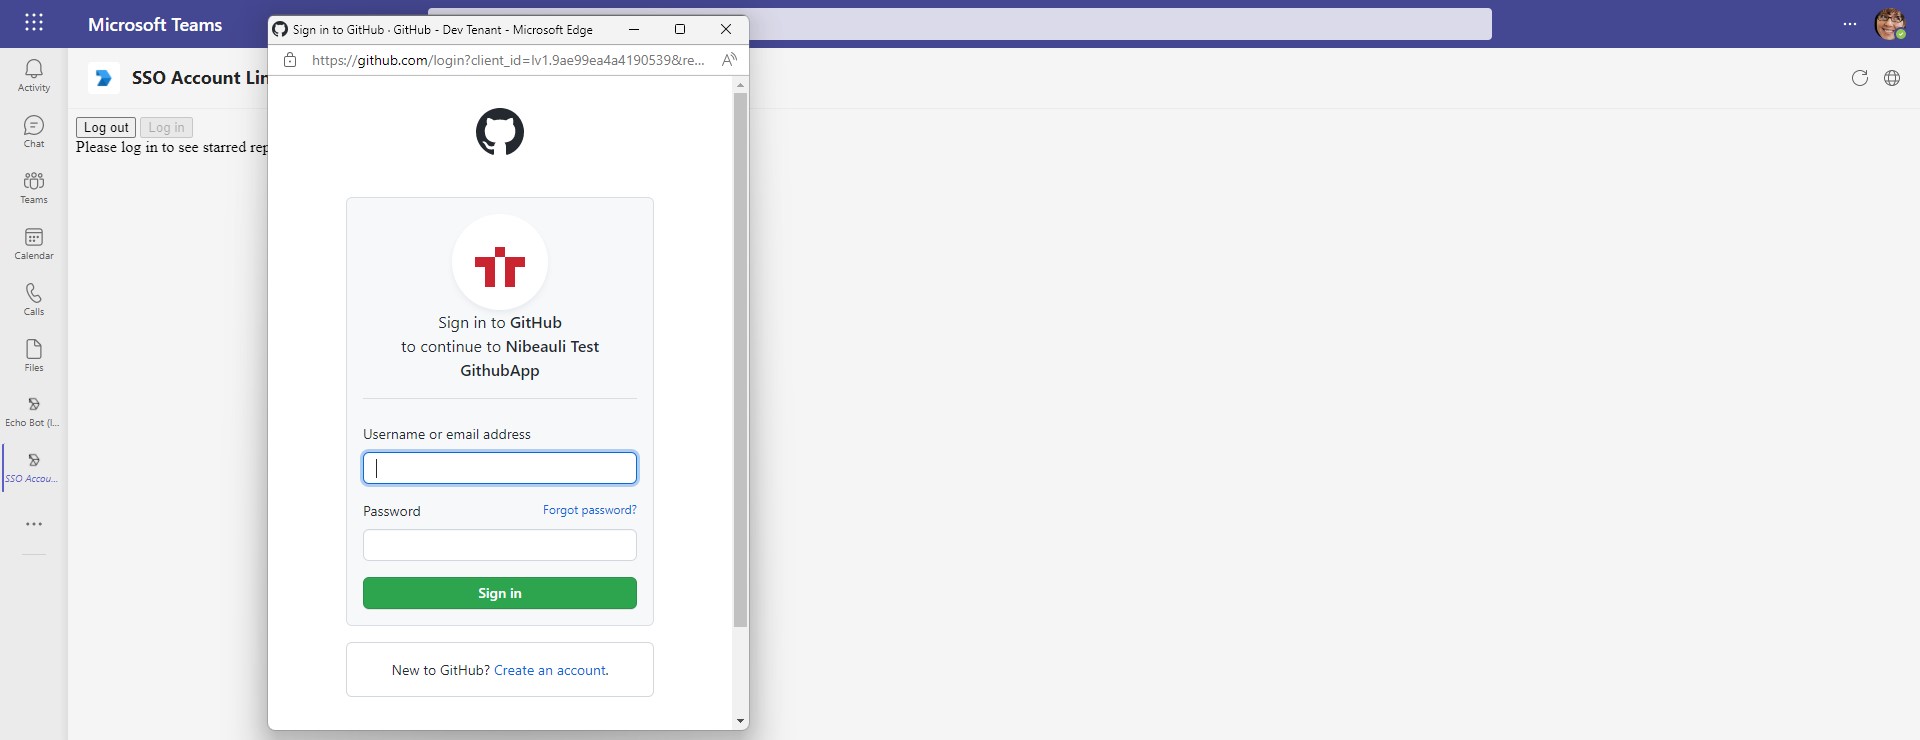 Microsoft Teams
Sign in to GitHub · GitHub - Dev Tenant - Microsoft Edge
https://github.com/login?client_id=Iv1.9ae99ea4a4190539&re...
SSO Account Lin
Log out
Log in
Please log in to see starred rep
Activity
Chat
Teams
Calendar
Calls
Files
Echo Bot (l...
SSO Accou...
Sign in to GitHub
to continue to Nibeauli Test
GithubApp
Username or email address
Password
Forgot password?
Sign in
New to GitHub? Create an account.